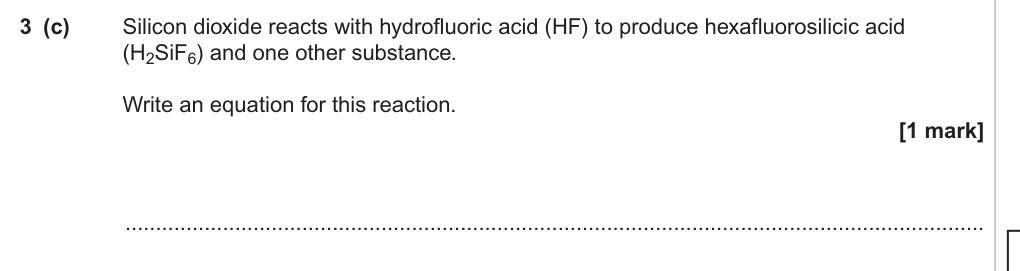 3 (c) Silicon dioxide reacts with hydrofluoric acid (HF) to produce hexafluorosilicic acid
(H₂SiF₆) and one other substance.
Write an equation for this reaction.
[1 mark]